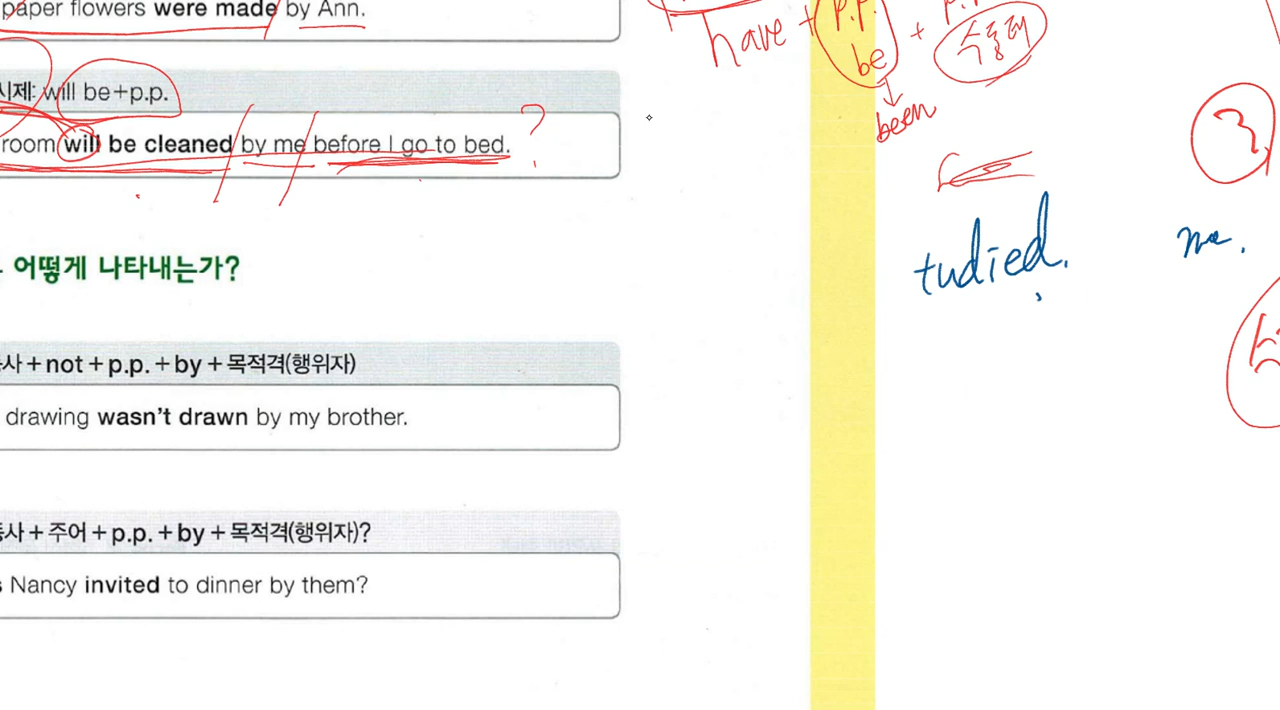 paper flowers were made by Ann.
have + p.p. + p.p.
be 수동태
been
시제: will be+p.p.
room will be cleaned by me before I go to bed. ?
tudied. me.
어떻게 나타내는가?
사+not+p.p.+by+목적격(행위자)
drawing wasn't drawn by my brother.
사+주어+p.p.+by+목적격(행위자)?
s Nancy invited to dinner by them?